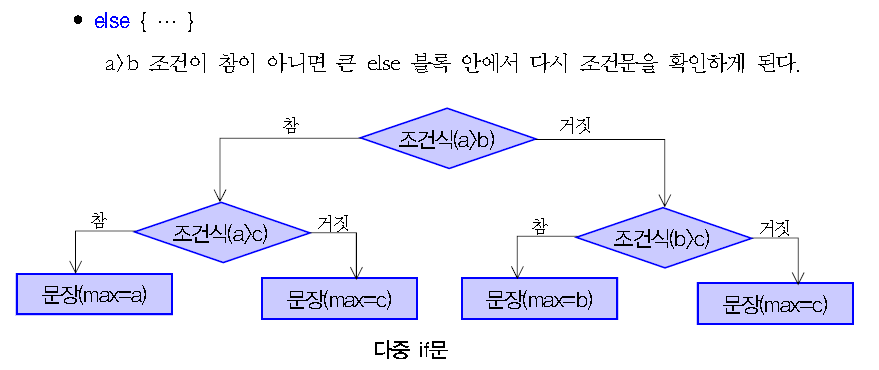 • else { … }
a>b 조건이 참이 아니면 큰 else 블록 안에서 다시 조건문을 확인하게 된다.
참
조건식(a>b)
거짓
참
조건식(a>c)
거짓
참
조건식(b>c)
거짓
문장(max=a)
문장(max=c)
문장(max=b)
문장(max=c)
다중 if문